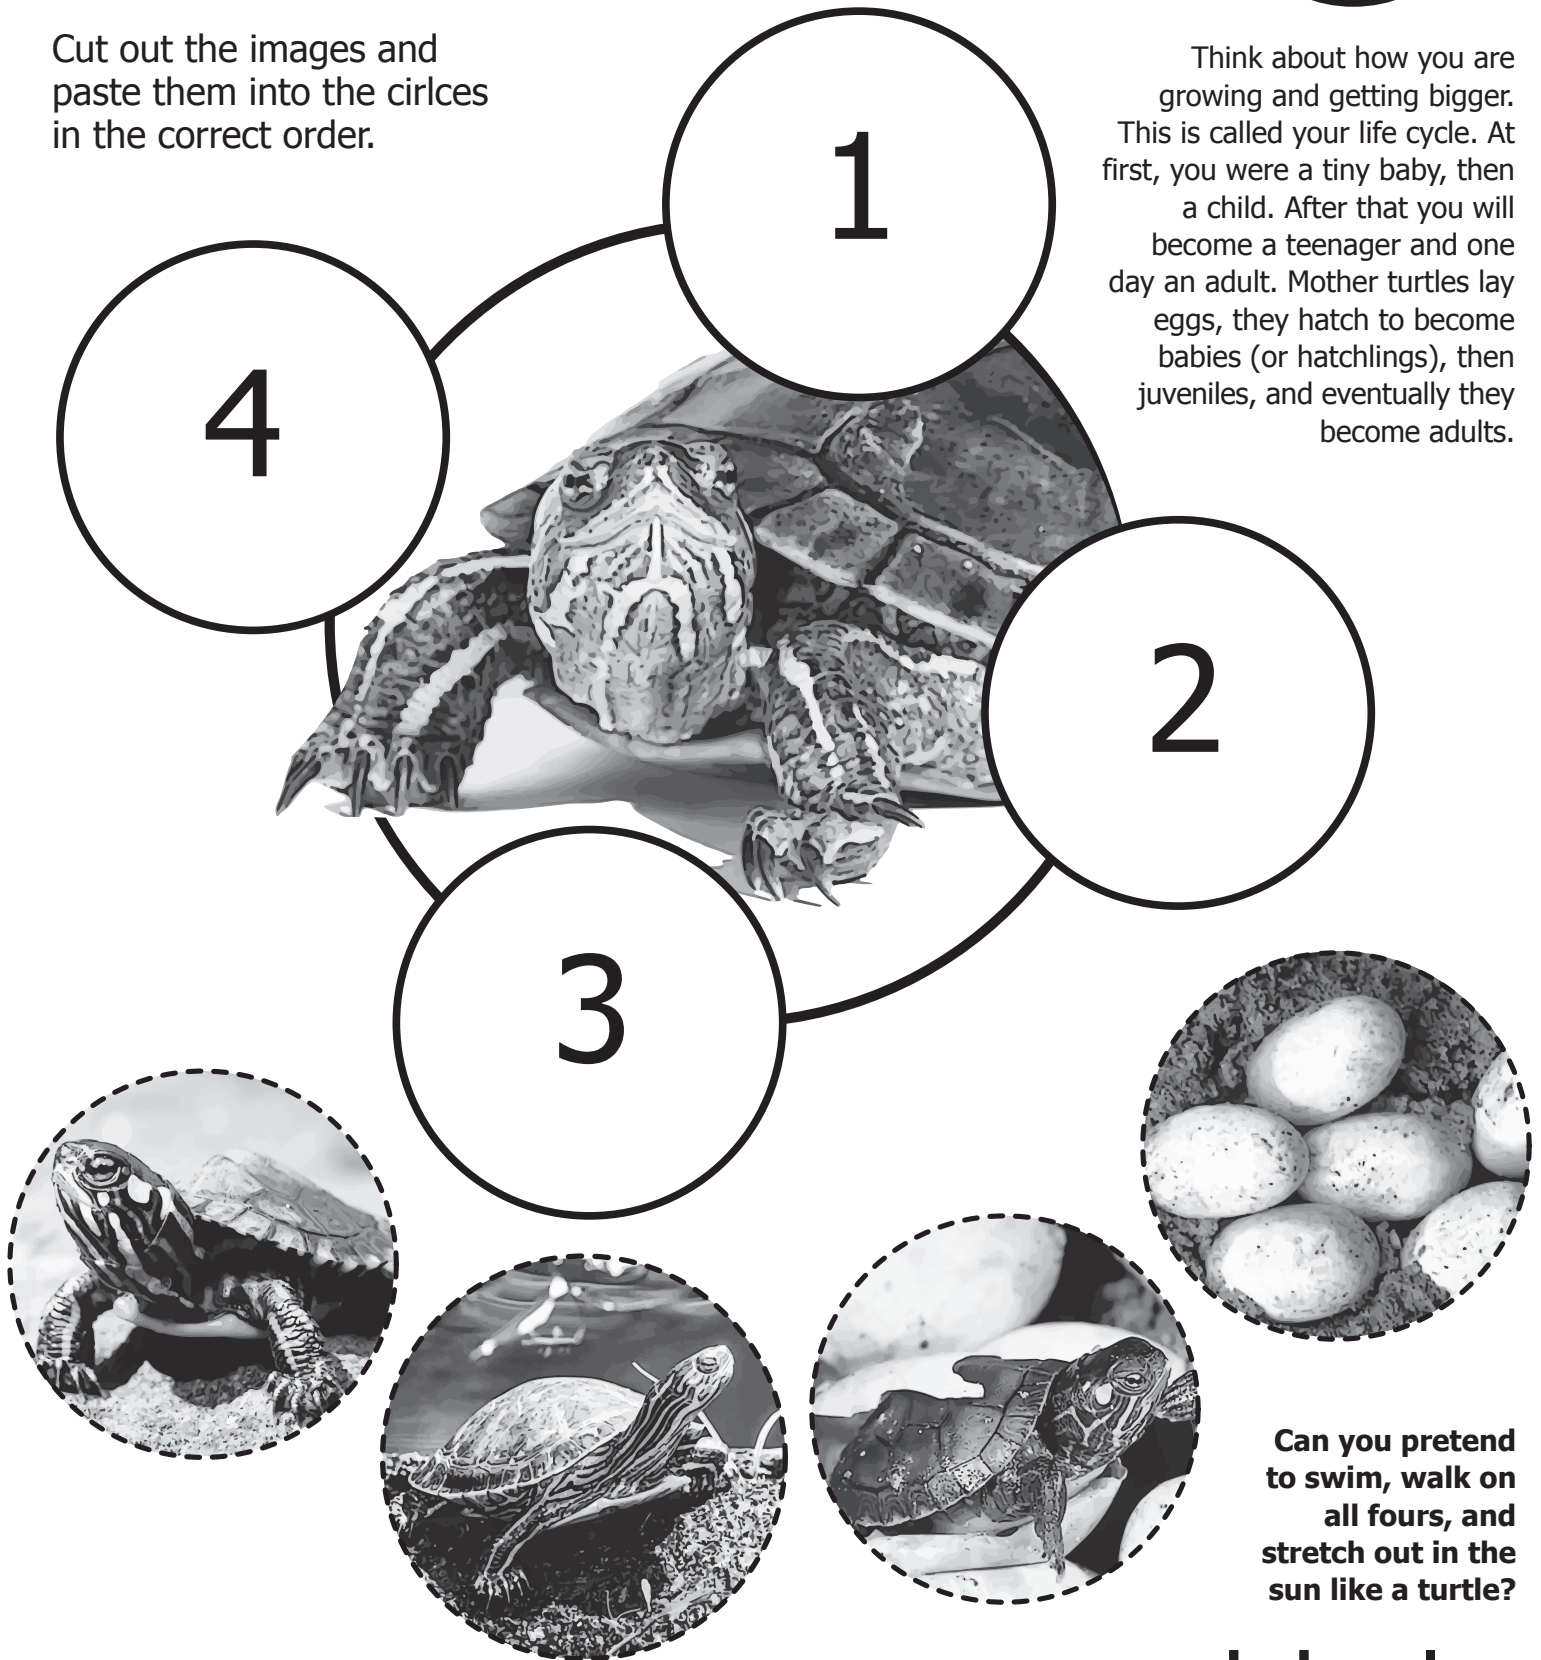 Cut out the images and
paste them into the cirlces
in the correct order.
Think about how you are
growing and getting bigger.
This is called your life cycle. At
first, you were a tiny baby, then
a child. After that you will
become a teenager and one
day an adult. Mother turtles lay
eggs, they hatch to become
babies (or hatchlings), then
juveniles, and eventually they
become adults.
1
4
2
3
Can you pretend
to swim, walk on
all fours, and
stretch out in the
sun like a turtle?